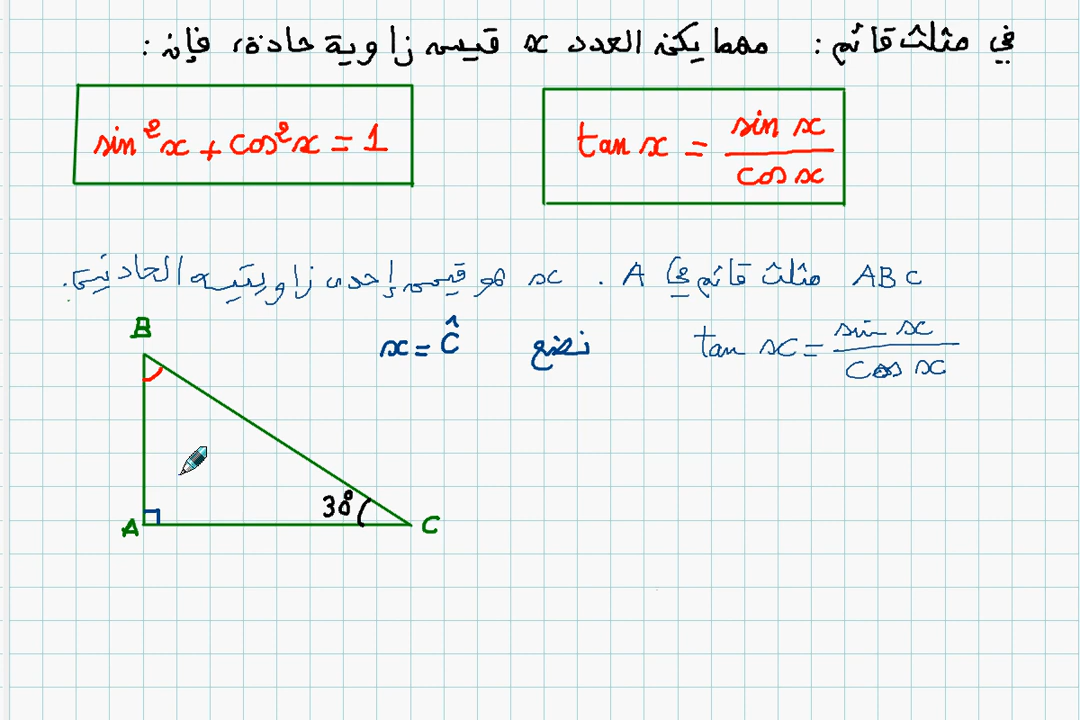 في مثلث قائم : مهما يكن العدد x قيس زاوية حادة، فإن :
sin²x + cos²x = 1
tan x = sin x / cos x
ABC مثلث قائم في A . x هو قيس إحدى زاويتيه الحادتين.
tan x = sin x / cos x
نضع x = Ĉ
B
A
30°
C